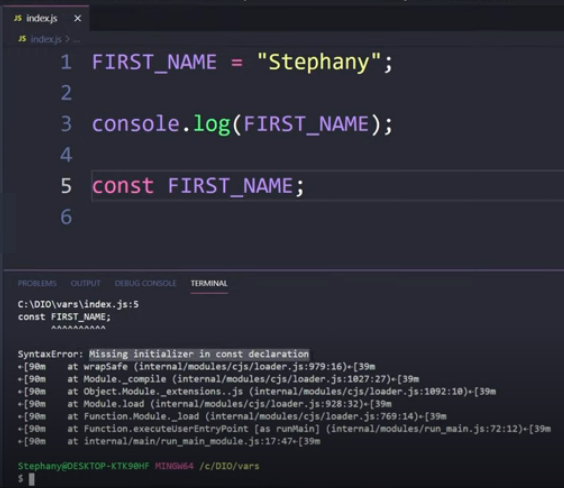 JS index.js X
JS index.js > ...
1 FIRST_NAME = "Stephany";
2
3 console.log(FIRST_NAME);
4
5 const FIRST_NAME;
6
PROBLEMS OUTPUT DEBUG CONSOLE TERMINAL
C:\DIO\vars\index.js:5
const FIRST_NAME;
^^^^^^^^^^
SyntaxError: Missing initializer in const declaration
←[90m at wrapSafe (internal/modules/cjs/loader.js:979:16)←[39m
←[90m at Module._compile (internal/modules/cjs/loader.js:1027:27)←[39m
←[90m at Object.Module._extensions..js (internal/modules/cjs/loader.js:1092:10)←[39m
←[90m at Module.load (internal/modules/cjs/loader.js:928:32)←[39m
←[90m at Function.Module._load (internal/modules/cjs/loader.js:769:14)←[39m
←[90m at Function.executeUserEntryPoint [as runMain] (internal/modules/run_main.js:72:12)←[39m
←[90m at internal/main/run_main_module.js:17:47←[39m
Stephany@DESKTOP-KTK90HF MINGW64 /c/DIO/vars
$